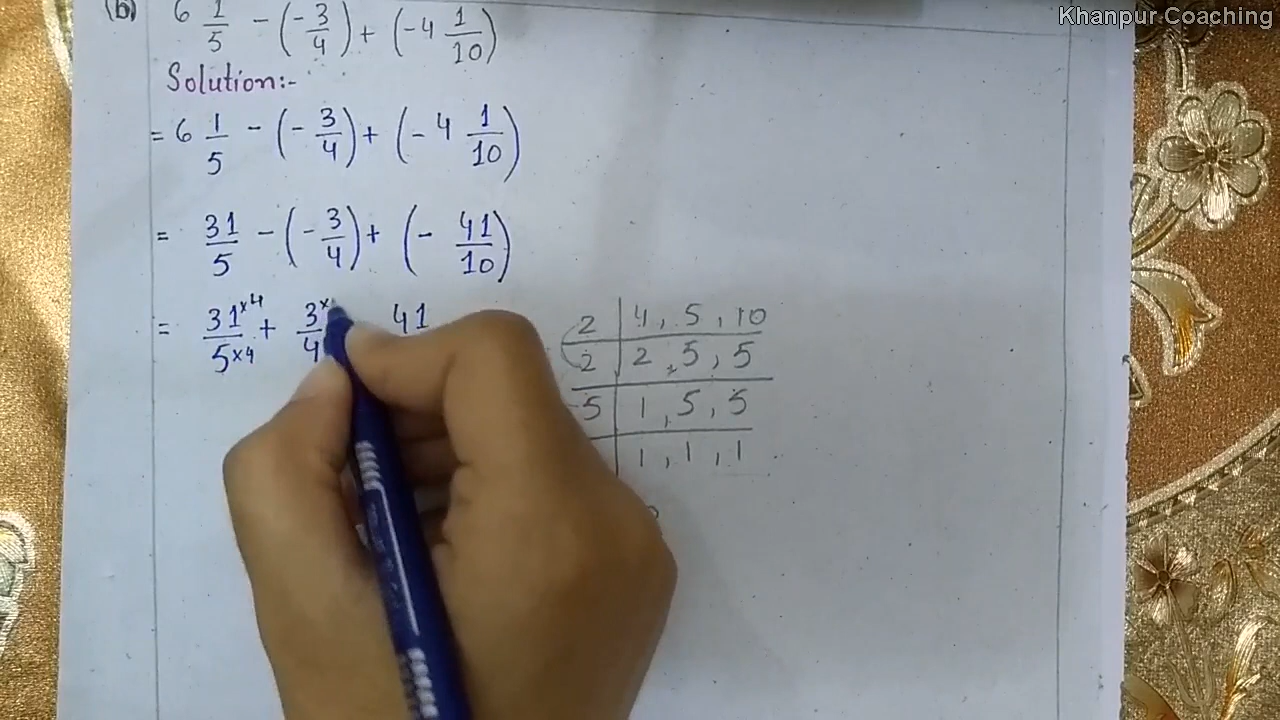 Khanpur Coaching
(b) 6 1/5 - (-3/4) + (-4 1/10)
Solution:-
= 6 1/5 - (-3/4) + (-4 1/10)
= 31/5 - (-3/4) + (-41/10)
= 31×4/5×4 + 3×/4 41
2 | 4, 5, 10
2 | 2, 5, 5
5 | 1, 5, 5
1, 1, 1